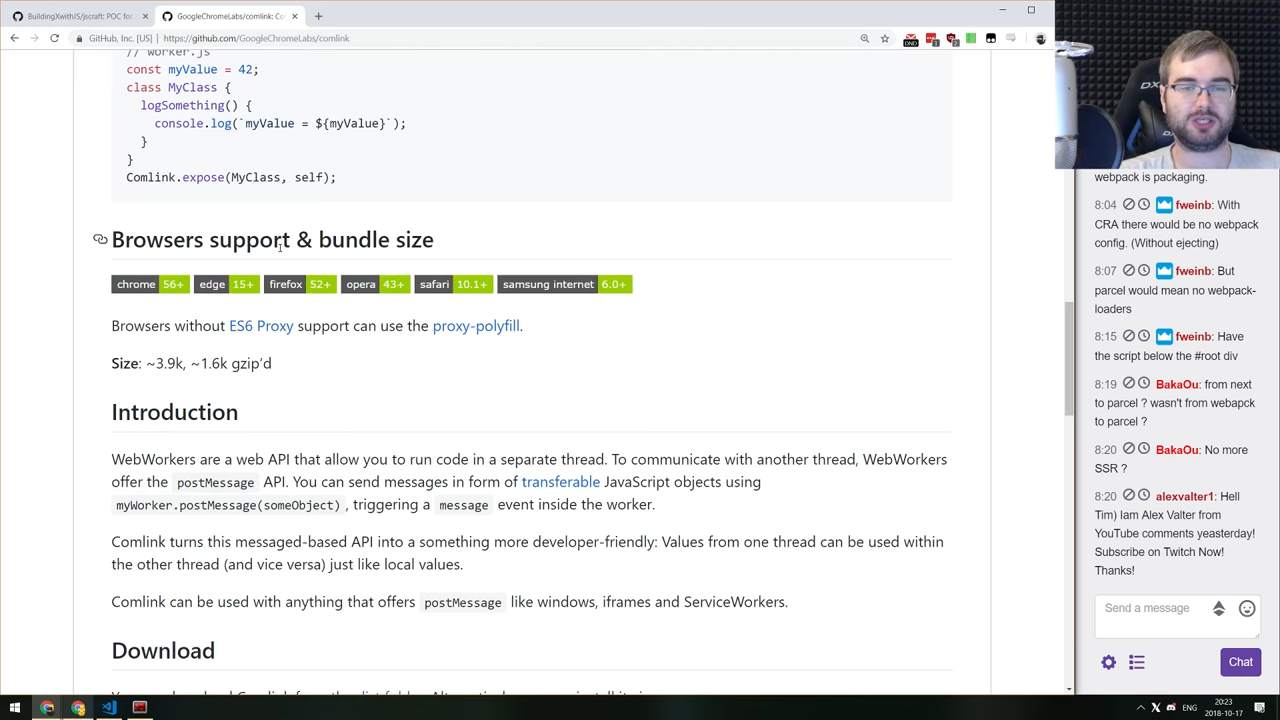 BuildingXwithJS/jscraft: POC for
GoogleChromeLabs/comlink: Co
GitHub, Inc. [US]
https://github.com/GoogleChromeLabs/comlink
// worker.js
const myValue = 42;
class MyClass {
logSomething() {
console.log(`myValue = ${myValue}`);
}
}
Comlink.expose(MyClass, self);
Browsers support & bundle size
chrome 56+ edge 15+ firefox 52+ opera 43+ safari 10.1+ samsung internet 6.0+
Browsers without ES6 Proxy support can use the proxy-polyfill.
Size: ~3.9k, ~1.6k gzip'd
Introduction
WebWorkers are a web API that allow you to run code in a separate thread. To communicate with another thread, WebWorkers
offer the postMessage API. You can send messages in form of transferable JavaScript objects using
myWorker.postMessage(someObject) , triggering a message event inside the worker.
Comlink turns this messaged-based API into a something more developer-friendly: Values from one thread can be used within
the other thread (and vice versa) just like local values.
Comlink can be used with anything that offers postMessage like windows, iframes and ServiceWorkers.
Download
webpack is packaging.
8:04 fweinb: With
CRA there would be no webpack
config. (Without ejecting)
8:07 fweinb: But
parcel would mean no webpack-
loaders
8:15 fweinb: Have
the script below the #root div
8:19 BakaOu: from next
to parcel ? wasn't from webapck
to parcel ?
8:20 BakaOu: No more
SSR ?
8:20 alexvalter1: Hell
Tim) Iam Alex Valter from
YouTube comments yeasterday!
Subscribe on Twitch Now!
Thanks!
Send a message
Chat
ENG
20:23
2018-10-17